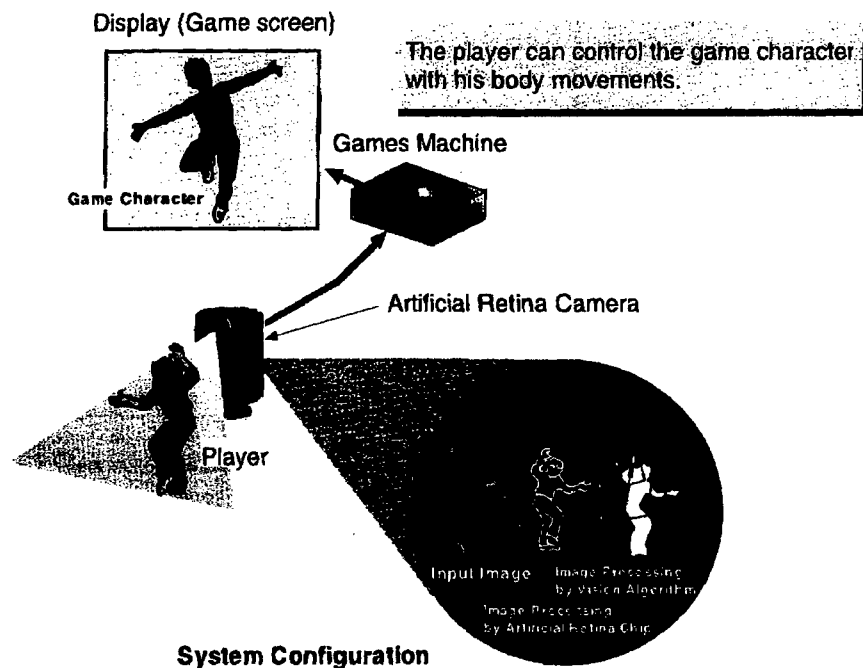 Display (Game screen)
The player can control the game character
with his body movements.
Games Machine
Game Character
Artificial Retina Camera
Player
Input Image
Image Processing
by Vision Algorithm
Image Processing
by Artificial Retina Chip
System Configuration